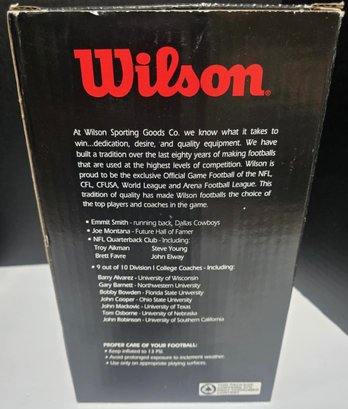 Wilson®
At Wilson Sporting Goods Co. we know what it takes to
win...dedication, desire, and quality equipment. We have
built a tradition over the last eighty years of making footballs
that are used at the highest levels of competition. Wilson is
proud to be the exclusive Official Game Football of the NFL,
CFL, CFUSA, World League and Arena Football League. This
tradition of quality has made Wilson footballs the choice of
the top players and coaches in the game.
• Emmit Smith - running back, Dallas Cowboys
• Joe Montana - Future Hall of Famer
• NFL Quarterback Club - Including:
Troy Aikman Steve Young
Brett Favre John Elway
• 9 out of 10 Division I College Coaches - Including:
Barry Alvarez - University of Wisconsin
Gary Barnett - Northwestern University
Bobby Bowden - Florida State University
John Cooper - Ohio State University
John Mackovic - University of Texas
Tom Osborne - University of Nebraska
John Robinson - University of Southern California
PROPER CARE OF YOUR FOOTBALL:
• Keep inflated to 13 PSI.
• Avoid prolonged exposure to inclement weather.
• Use only on appropriate playing surfaces.